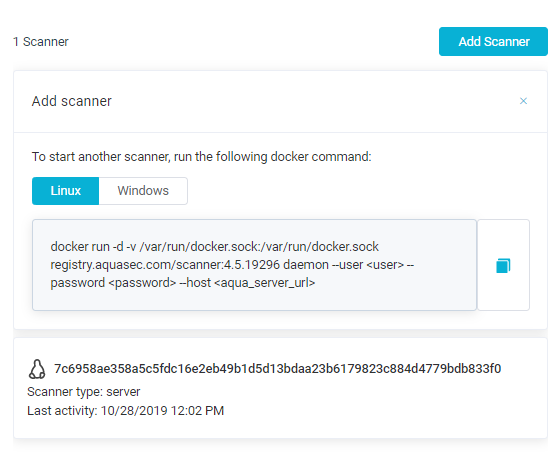 1 Scanner
Add Scanner
Add scanner
×
To start another scanner, run the following docker command:
Linux
Windows
docker run -d -v /var/run/docker.sock:/var/run/docker.sock
registry.aquasec.com/scanner:4.5.19296 daemon --user <user> --
password <password> --host <aqua_server_url>
7c6958ae358a5c5fdc16e2eb49b1d5d13bdaa23b6179823c884d4779bdb833f0
Scanner type: server
Last activity: 10/28/2019 12:02 PM